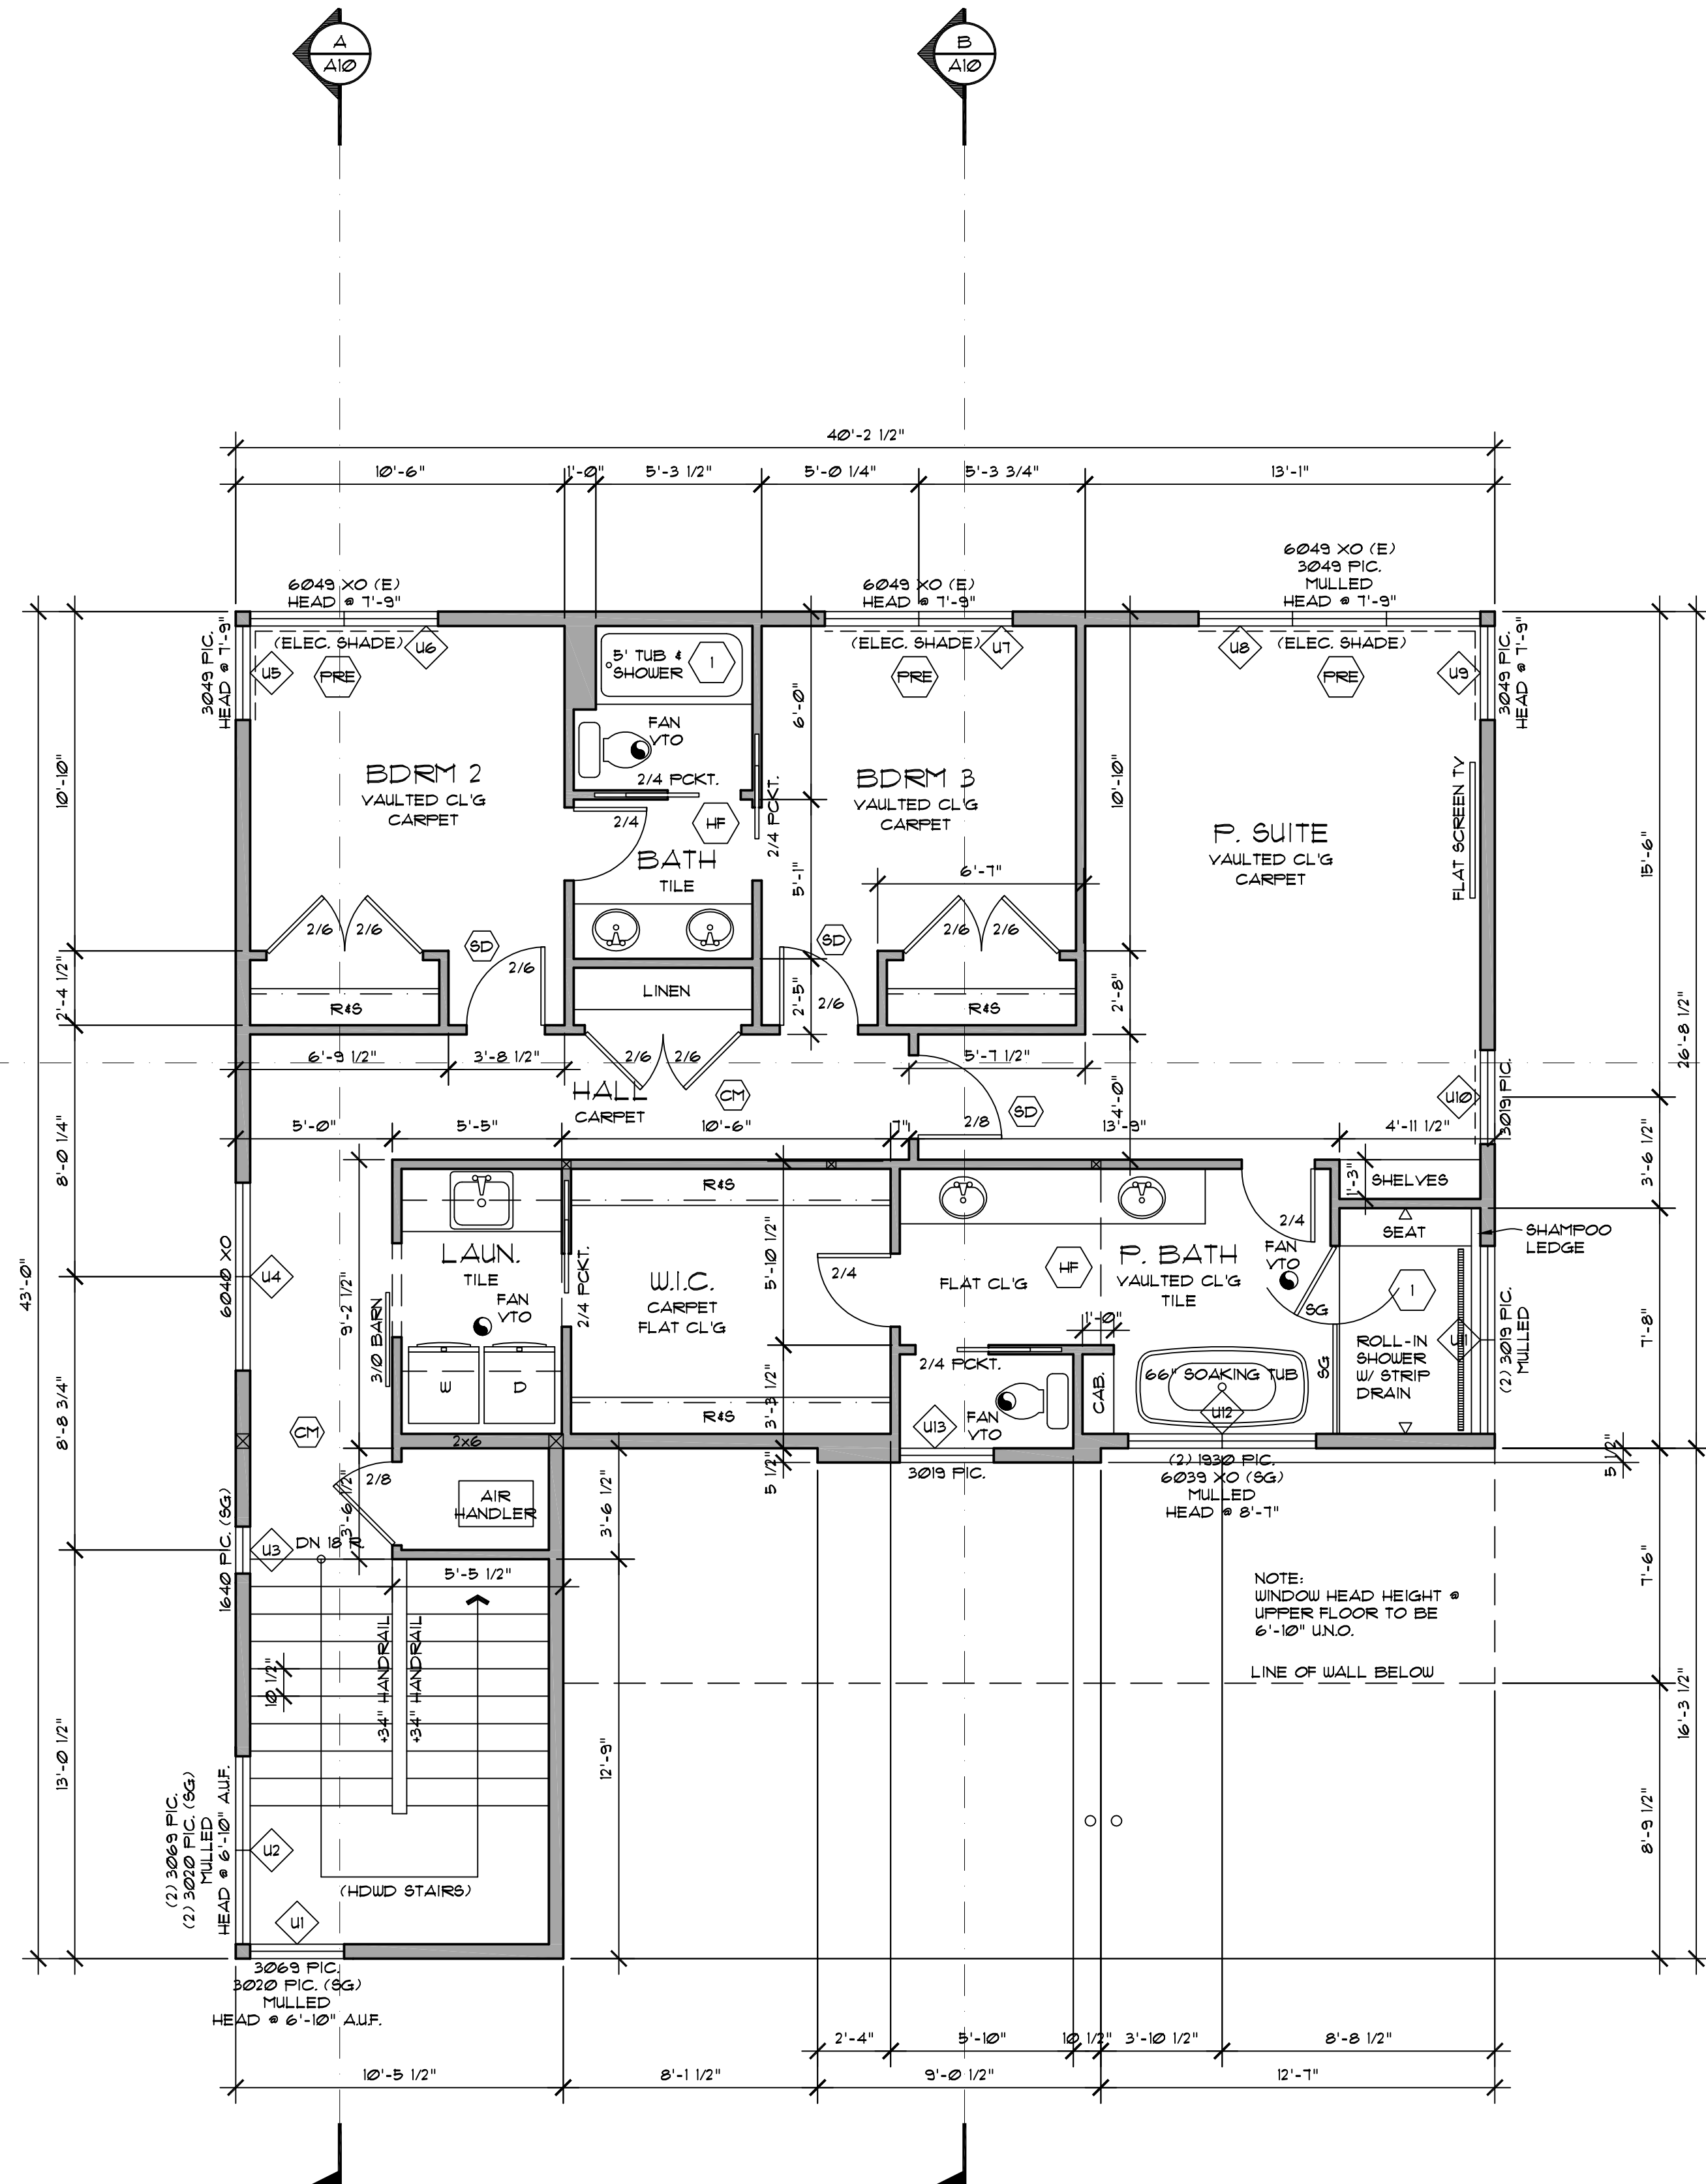 A
A10
B
A10
40'-2 1/2"
10'-6"
1'-0"
5'-3 1/2"
5'-0 1/4"
5'-3 3/4"
13'-1"
6049 XO (E)
HEAD @ 7'-9"
6049 XO (E)
HEAD @ 7'-9"
6049 XO (E)
3049 PIC.
MULLED
HEAD @ 7'-9"
3049 PIC.
HEAD @ 7'-9"
(ELEC. SHADE)
U5
U6
PRE
5' TUB &
SHOWER
1
(ELEC. SHADE)
U7
PRE
U8
(ELEC. SHADE)
PRE
U9
3049 PIC.
HEAD @ 7'-9"
FAN
VTO
6'-0"
2/4 PCKT.
2/4 PCKT.
BDRM 2
VAULTED CL'G
CARPET
2/4
HF
BATH
TILE
BDRM 3
VAULTED CL'G
CARPET
10'-10"
P. SUITE
VAULTED CL'G
CARPET
FLAT SCREEN TV
10'-10"
15'-6"
26'-8 1/2"
5'-1"
6'-7"
2/6
2/6
SD
2/6
SD
2/6
2/6
2/6
2'-4 1/2"
R&S
LINEN
2'-5"
R&S
2'-8"
6'-9 1/2"
3'-8 1/2"
2/6
2/6
5'-7 1/2"
HALL
CARPET
CM
SD
2/8
4'-0"
U10
3019 PIC.
8'-0 1/4"
5'-0"
5'-5"
10'-6"
7"
13'-9"
4'-11 1/2"
3'-6 1/2"
1'-3"
SHELVES
R&S
SEAT
SHAMPOO
LEDGE
43'-0"
6040 XO
U4
LAUN.
TILE
FAN
VTO
2/4 PCKT.
W.I.C.
CARPET
FLAT CL'G
5'-10 1/2"
2/4
FLAT CL'G
HF
P. BATH
VAULTED CL'G
TILE
2/4
FAN
VTO
SG
1
9'-2 1/2"
3/0 BARN
W
D
R&S
3'-3 1/2"
2/4 PCKT.
1'-0"
CAB.
66" SOAKING TUB
U12
SG
ROLL-IN
SHOWER
W/ STRIP
DRAIN
U11
(2) 3019 PIC.
MULLED
7'-8"
8'-8 3/4"
CM
U13
FAN
VTO
2x6
5 1/2"
3019 PIC.
(2) 1930 PIC.
6039 XO (SG)
MULLED
HEAD @ 8'-7"
5 1/2"
2/8
3'-6 1/2"
AIR
HANDLER
3'-6 1/2"
1640 PIC. (SG)
U3
DN 18 R
5'-5 1/2"
7'-6"
NOTE:
WINDOW HEAD HEIGHT @
UPPER FLOOR TO BE
6'-10" U.N.O.
LINE OF WALL BELOW
10 1/2"
+34" HANDRAIL
+34" HANDRAIL
16'-3 1/2"
13'-0 1/2"
12'-9"
8'-9 1/2"
(2) 3069 PIC.
(2) 3020 PIC. (SG)
MULLED
HEAD @ 6'-10" A.U.F.
U2
(HDWD STAIRS)
U1
3069 PIC.
3020 PIC. (SG)
MULLED
HEAD @ 6'-10" A.U.F.
2'-4"
5'-10"
10 1/2"
3'-10 1/2"
8'-8 1/2"
10'-5 1/2"
8'-1 1/2"
9'-0 1/2"
12'-7"